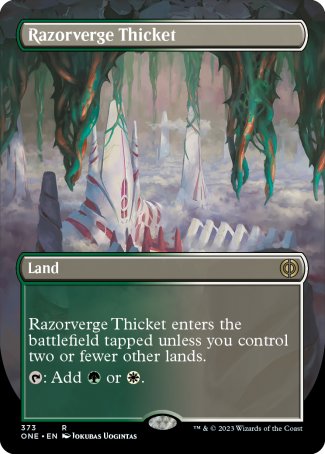 Razorverge Thicket
Land
Razorverge Thicket enters the
battlefield tapped unless you control
two or fewer other lands.
: Add or .
373 R
ONE • EN Jokubas Uogintas
™ & © 2023 Wizards of the Coast